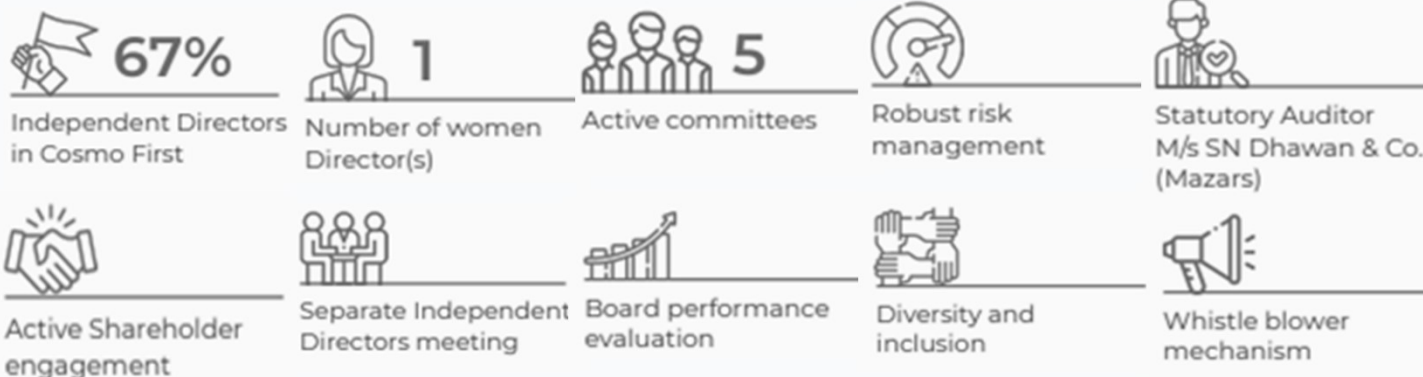 67%
Independent Directors
in Cosmo First
1
Number of women
Director(s)
5
Active committees
Robust risk
management
Statutory Auditor
M/s SN Dhawan & Co.
(Mazars)
Active Shareholder
engagement
Separate Independent
Directors meeting
Board performance
evaluation
Diversity and
inclusion
Whistle blower
mechanism